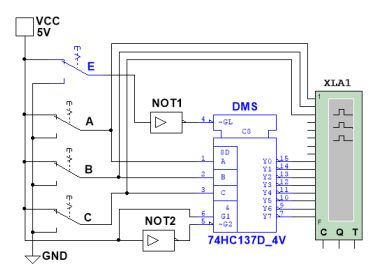 VCC
5V
E
NOT1
DMS
XLA1
A
4
~GL
C8
1
8D
1
A
Y0
15
B
2
B
Y1
14
Y2
13
3
C
Y3
12
C
Y4
11
&
Y5
10
NOT2
6
G1
Y6
9
5
~G2
Y7
7
F
74HC137D_4V
C Q T
GND